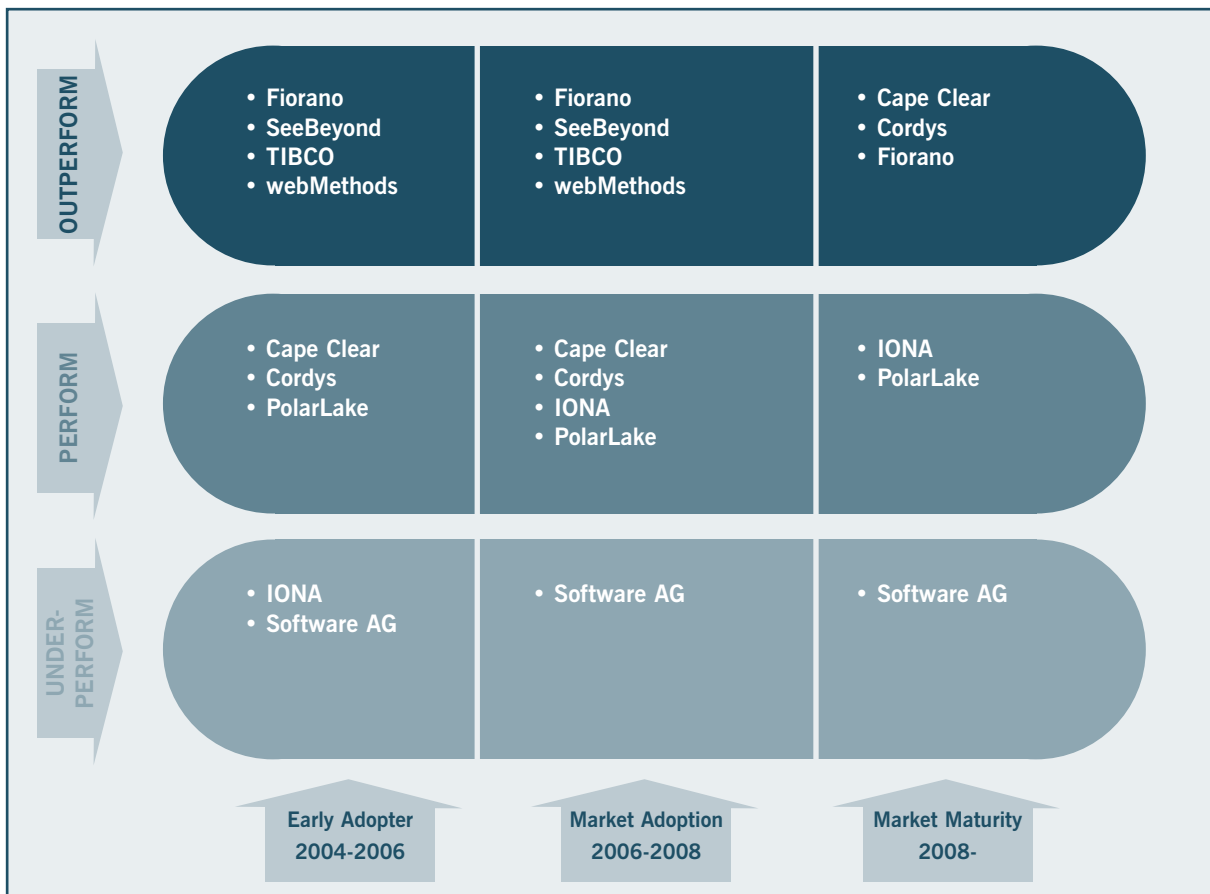 OUTPERFORM
• Fiorano
• SeeBeyond
• TIBCO
• webMethods
• Fiorano
• SeeBeyond
• TIBCO
• webMethods
• Cape Clear
• Cordys
• Fiorano
PERFORM
• Cape Clear
• Cordys
• PolarLake
• Cape Clear
• Cordys
• IONA
• PolarLake
• IONA
• PolarLake
UNDER-
PERFORM
• IONA
• Software AG
• Software AG
• Software AG
Early Adopter
2004-2006
Market Adoption
2006-2008
Market Maturity
2008-